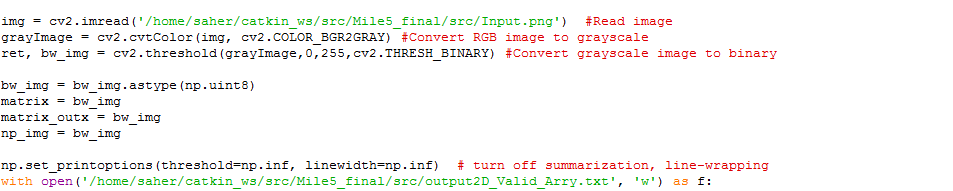 img = cv2.imread('/home/saher/catkin_ws/src/Mile5_final/src/Input.png')  #Read image
grayImage = cv2.cvtColor(img, cv2.COLOR_BGR2GRAY) #Convert RGB image to grayscale
ret, bw_img = cv2.threshold(grayImage,0,255,cv2.THRESH_BINARY) #Convert grayscale image to binary
bw_img = bw_img.astype(np.uint8)
matrix = bw_img
matrix_outx = bw_img
np_img = bw_img
np.set_printoptions(threshold=np.inf, linewidth=np.inf)  # turn off summarization, line-wrapping
with open('/home/saher/catkin_ws/src/Mile5_final/src/output2D_Valid_Arry.txt', 'w') as f: